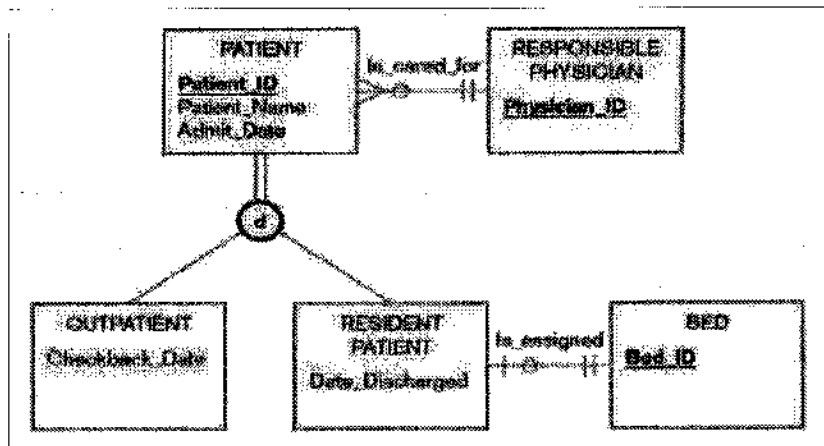 PATIENT
Patient_ID
Patient_Name
Admit_Date
Is_cared_for
RESPONSIBLE
PHYSICIAN
Physician_ID
d
OUTPATIENT
Checkback_Date
RESIDENT
PATIENT
Date_Discharged
Is_assigned
BED
Bed_ID